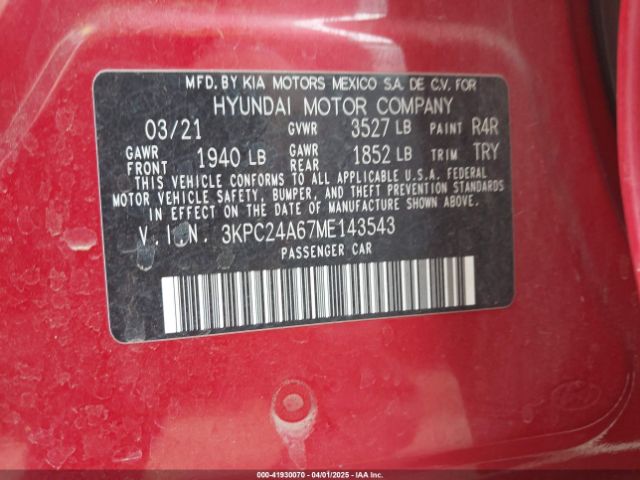 MFD. BY KIA MOTORS MEXICO S.A. DE C.V. FOR
HYUNDAI MOTOR COMPANY
03/21 GVWR 3527 LB PAINT R4R
GAWR FRONT 1940 LB GAWR REAR 1852 LB TRIM TRY
THIS VEHICLE CONFORMS TO ALL APPLICABLE U.S.A. FEDERAL
MOTOR VEHICLE SAFETY, BUMPER, AND THEFT PREVENTION STANDARDS
IN EFFECT ON THE DATE OF MANUFACTURE SHOWN ABOVE.
V.I.N. 3KPC24A67ME143543
PASSENGER CAR
000-41930070 - 04/01/2025 - IAAI.COM